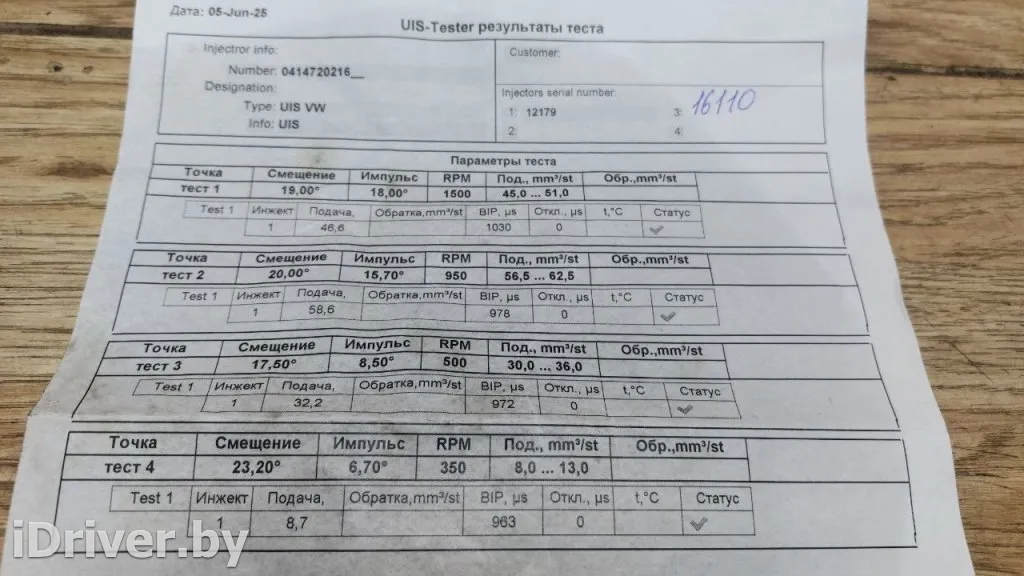 Дата: 05-Jun-25
UIS-Tester результаты теста
Injectror info:
Number: 0414720216__
Designation:
Type: UIS VW
Info: UIS
Customer:
Injectors serial number:
1: 12179 3: 16110
2: 4:
Параметры теста
Точка Смещение Импульс RPM Под., mm³/st Обр.,mm³/st
тест 1 19,00° 18,00° 1500 45,0 ... 51,0
Test 1 Инжект Подача, Обратка,mm³/st BIP, µs Откл., µs t,°C Статус
1 46,6 1030 0 ✓
Точка Смещение Импульс RPM Под., mm³/st Обр.,mm³/st
тест 2 20,00° 15,70° 950 56,5 ... 62,5
Test 1 Инжект Подача, Обратка,mm³/st BIP, µs Откл., µs t,°C Статус
1 58,6 978 0 ✓
Точка Смещение Импульс RPM Под., mm³/st Обр.,mm³/st
тест 3 17,50° 8,50° 500 30,0 ... 36,0
Test 1 Инжект Подача, Обратка,mm³/st BIP, µs Откл., µs t,°C Статус
1 32,2 972 0 ✓
Точка Смещение Импульс RPM Под., mm³/st Обр.,mm³/st
тест 4 23,20° 6,70° 350 8,0 ... 13,0
Test 1 Инжект Подача, Обратка,mm³/st BIP, µs Откл., µs t,°C Статус
1 8,7 963 0 ✓
iDriver.by